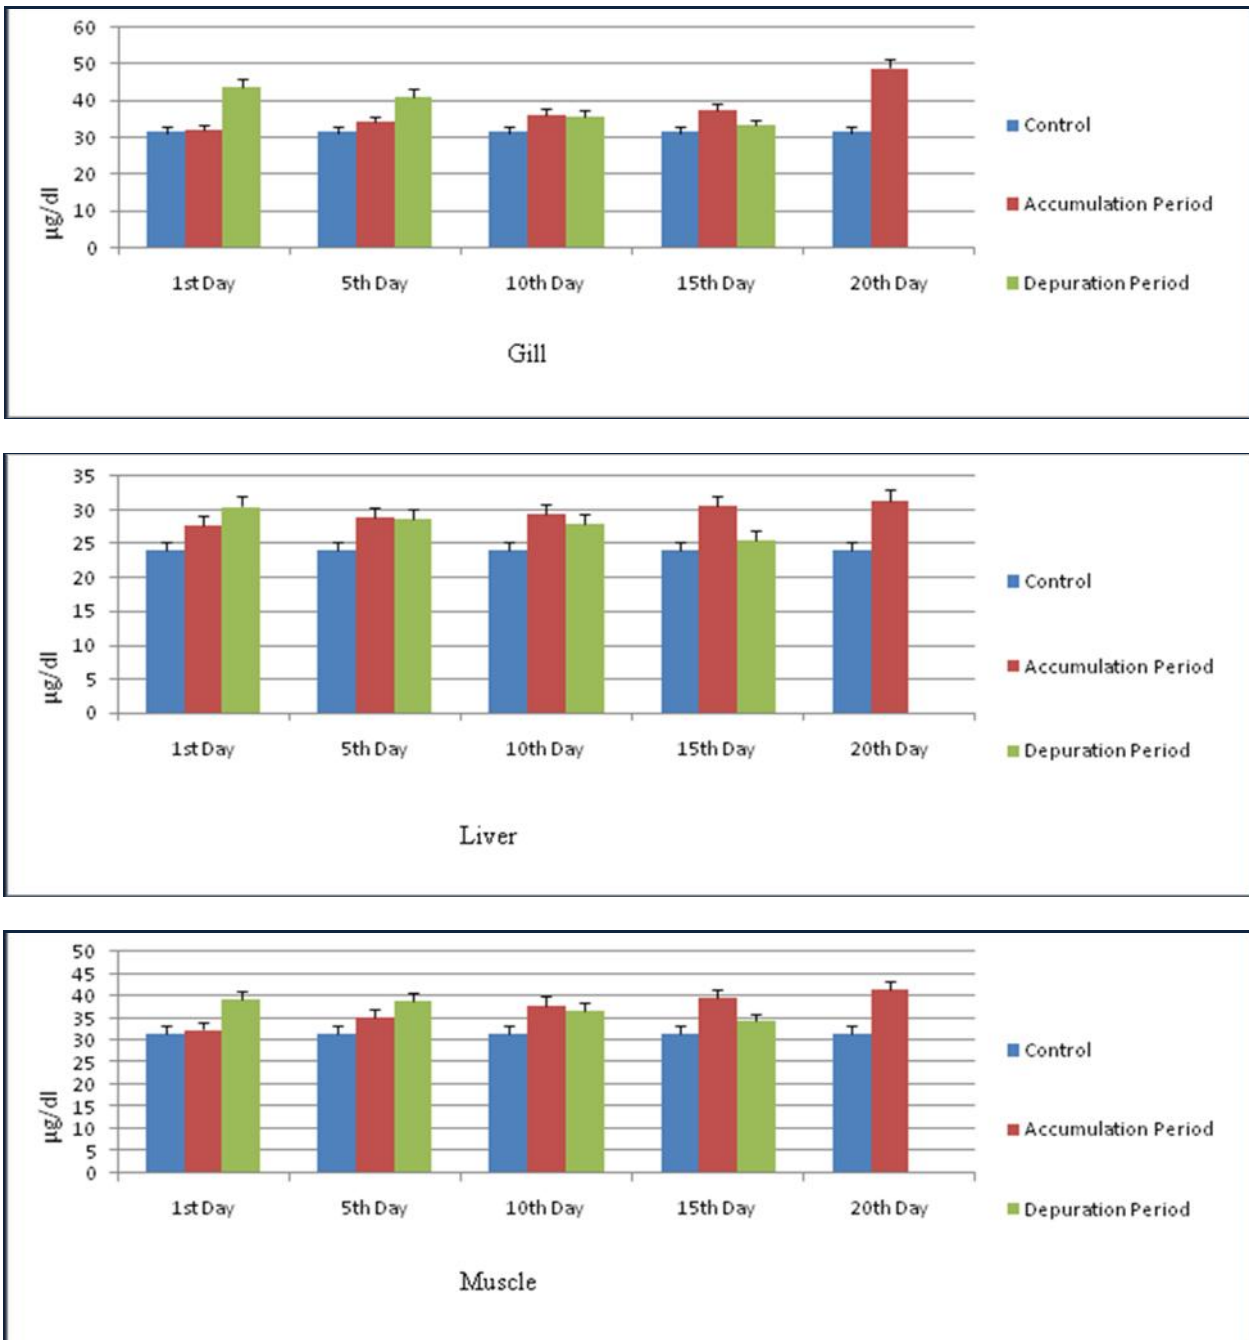 60
50
40
30
20
10
0
µg/dl
1st Day 5th Day 10th Day 15th Day 20th Day
Control
Accumulation Period
Depuration Period
Gill
35
30
25
20
15
10
5
0
µg/dl
1st Day 5th Day 10th Day 15th Day 20th Day
Control
Accumulation Period
Depuration Period
Liver
50
45
40
35
30
25
20
15
10
5
0
µg/dl
1st Day 5th Day 10th Day 15th Day 20th Day
Control
Accumulation Period
Depuration Period
Muscle